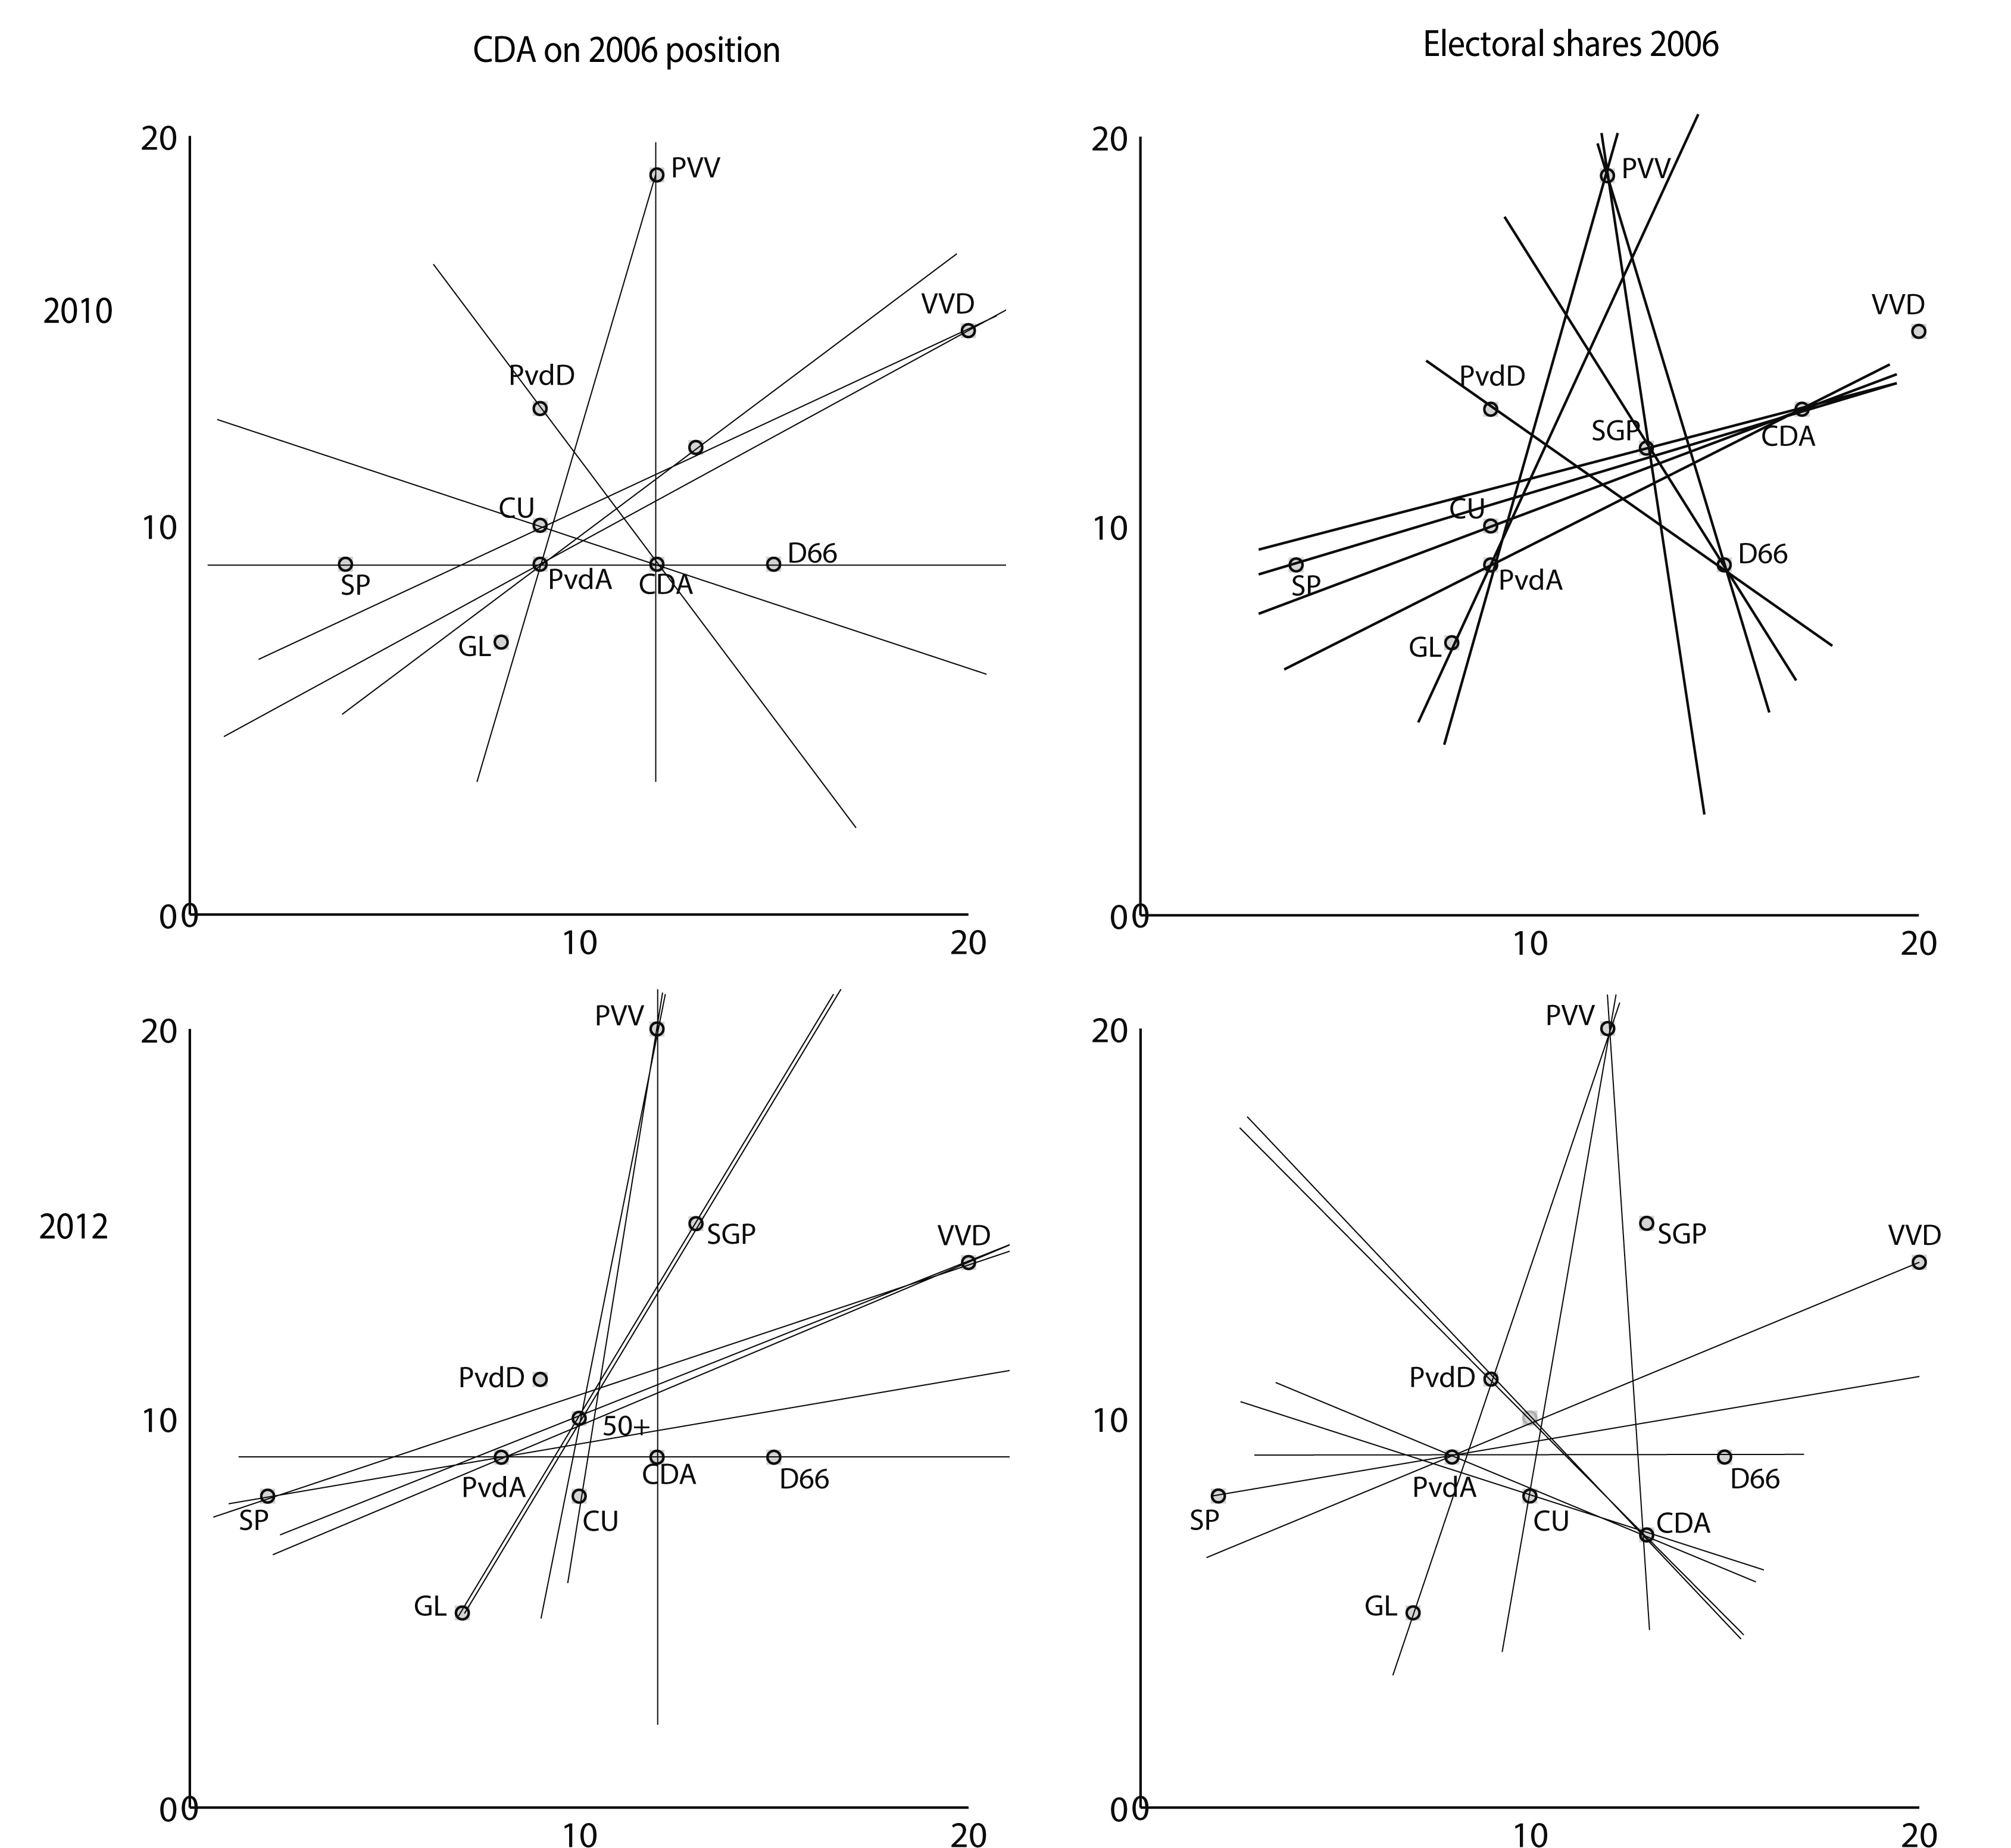 CDA on 2006 position
Electoral shares 2006
20
PVV
VVD
2010
PvdD
CU
10
D66
SP
PvdA
CDA
GL
0
0
10
20
20
PVV
VVD
PvdD
SGP
CDA
CU
10
D66
SP
PvdA
GL
0
0
10
20
PVV
20
SGP
VVD
2012
PvdD
50+
10
PvdA
CDA
D66
SP
CU
GL
0
0
10
20
PVV
20
SGP
VVD
PvdD
10
PvdA
D66
SP
CU
CDA
GL
0
0
10
20